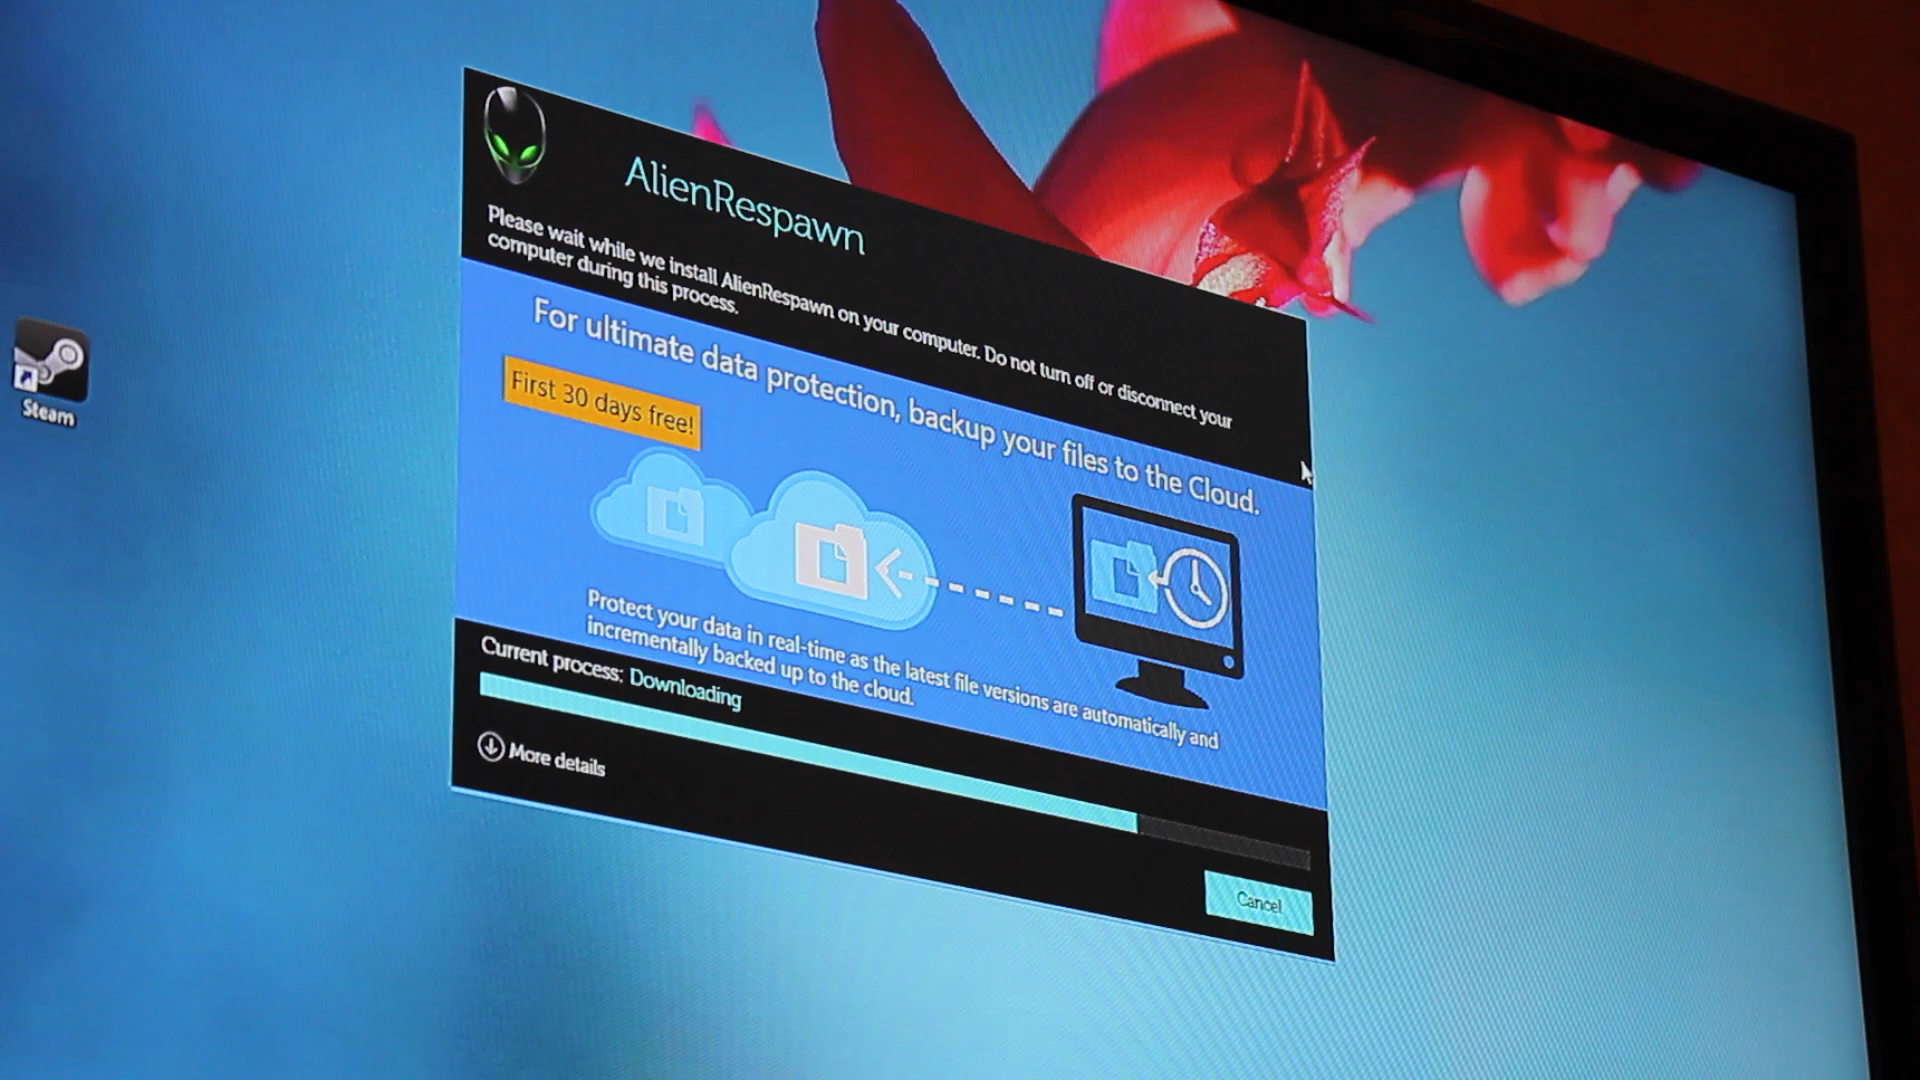 AlienRespawn
Please wait while we install AlienRespawn on your computer. Do not turn off or disconnect your
computer during this process.
For ultimate data protection, backup your files to the Cloud.
First 30 days free!
Protect your data in real-time as the latest file versions are automatically and
incrementally backed up to the cloud.
Current process: Downloading
More details
Cancel
Steam